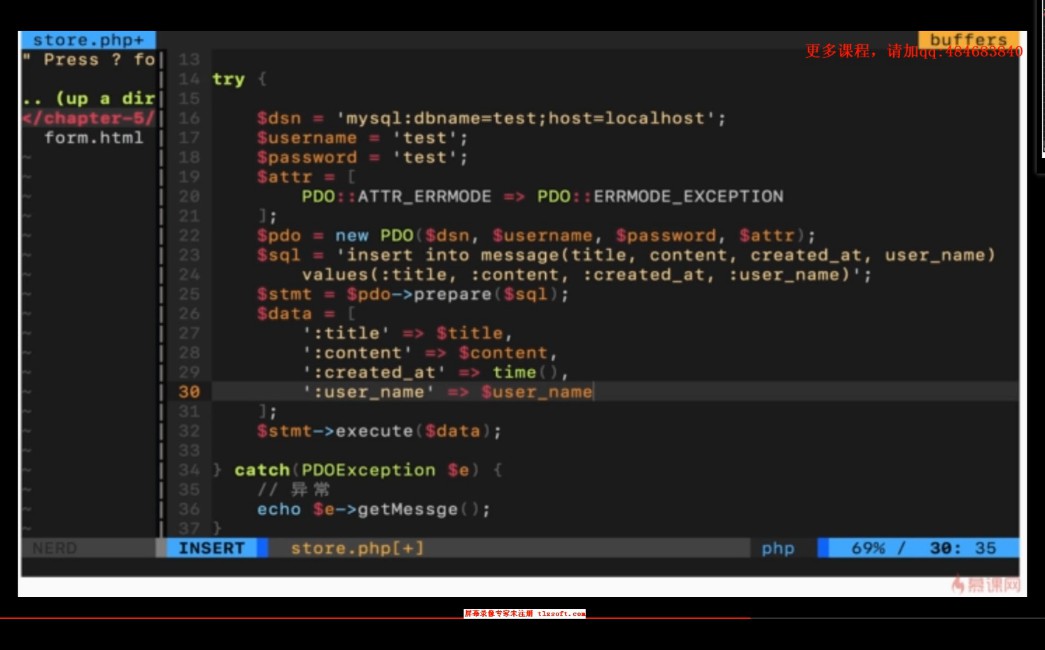 store.php+
buffers
更多课程，请加qq:484683840
" Press ? fo
.. (up a dir
</chapter-5/
form.html
13
14 try {
15
16     $dsn = 'mysql:dbname=test;host=localhost';
17     $username = 'test';
18     $password = 'test';
19     $attr = [
20         PDO::ATTR_ERRMODE => PDO::ERRMODE_EXCEPTION
21     ];
22     $pdo = new PDO($dsn, $username, $password, $attr);
23     $sql = 'insert into message(title, content, created_at, user_name)
24         values(:title, :content, :created_at, :user_name)';
25     $stmt = $pdo->prepare($sql);
26     $data = [
27         ':title' => $title,
28         ':content' => $content,
29         ':created_at' => time(),
30         ':user_name' => $user_name
31     ];
32     $stmt->execute($data);
33
34 } catch(PDOException $e) {
35     // 异常
36     echo $e->getMessge();
37 }
NERD
INSERT store.php[+] php 69% / 30: 35
慕课网
屏幕录像专家未注册 tlxsoft.com